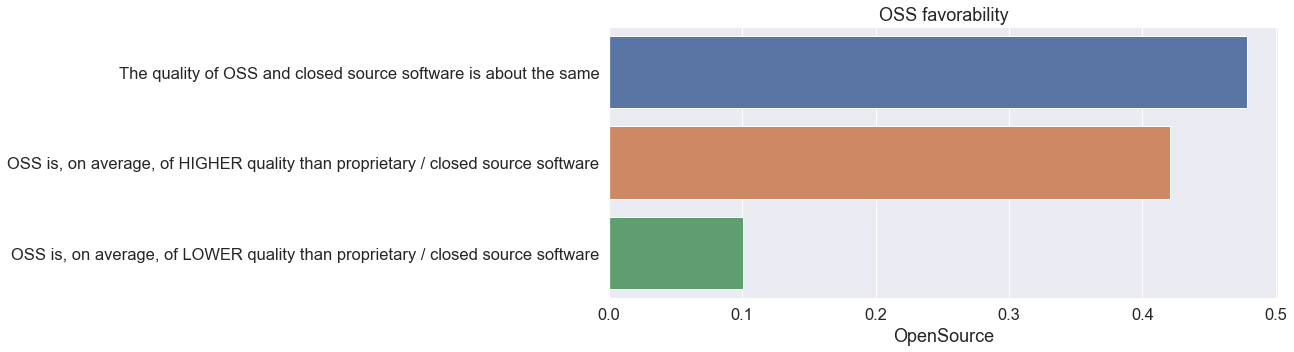 OSS favorability
The quality of OSS and closed source software is about the same
OSS is, on average, of HIGHER quality than proprietary / closed source software
OSS is, on average, of LOWER quality than proprietary / closed source software
0.0 0.1 0.2 0.3 0.4 0.5
OpenSource